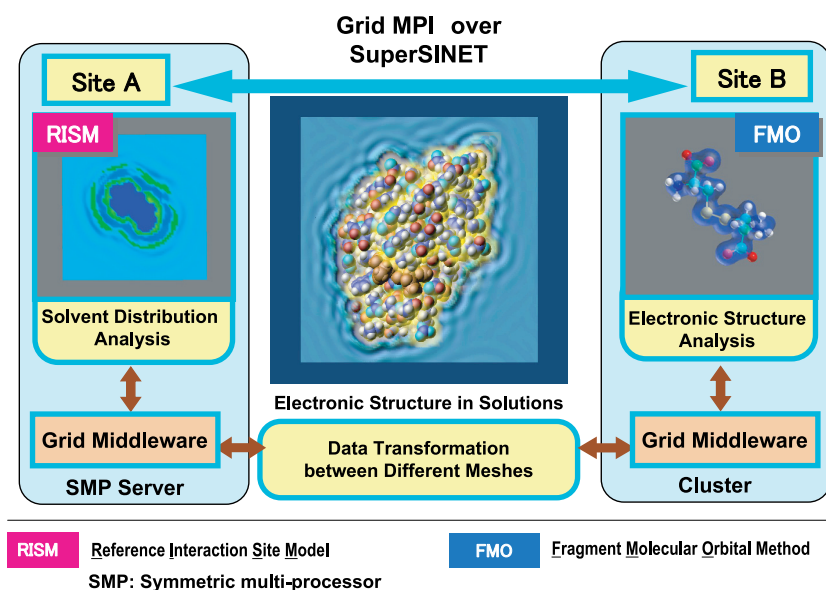 Grid MPI over
SuperSINET
Site A
Site B
RISM
FMO
Solvent Distribution
Analysis
Electronic Structure
Analysis
Electronic Structure in Solutions
Grid Middleware
Data Transformation
between Different Meshes
Grid Middleware
SMP Server
Cluster
RISM Reference Interaction Site Model
FMO Fragment Molecular Orbital Method
SMP: Symmetric multi-processor